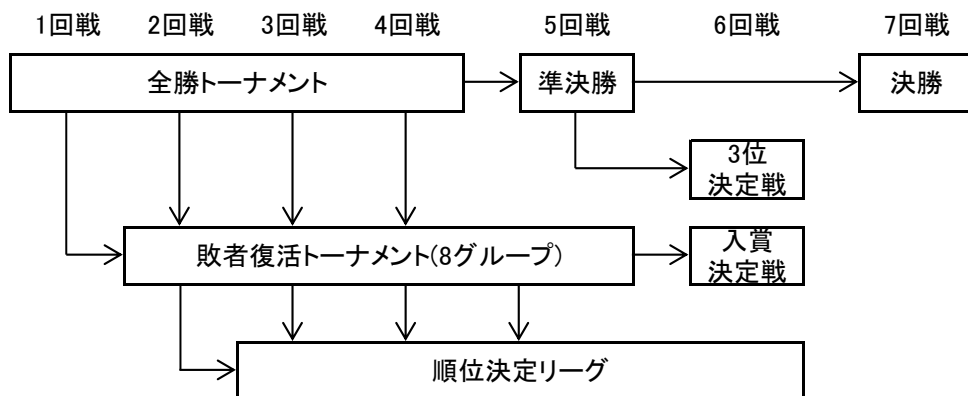 1回戦 2回戦 3回戦 4回戦 5回戦 6回戦 7回戦
全勝トーナメント 準決勝 決勝
3位
決定戦
敗者復活トーナメント(8グループ)
入賞
決定戦
順位決定リーグ